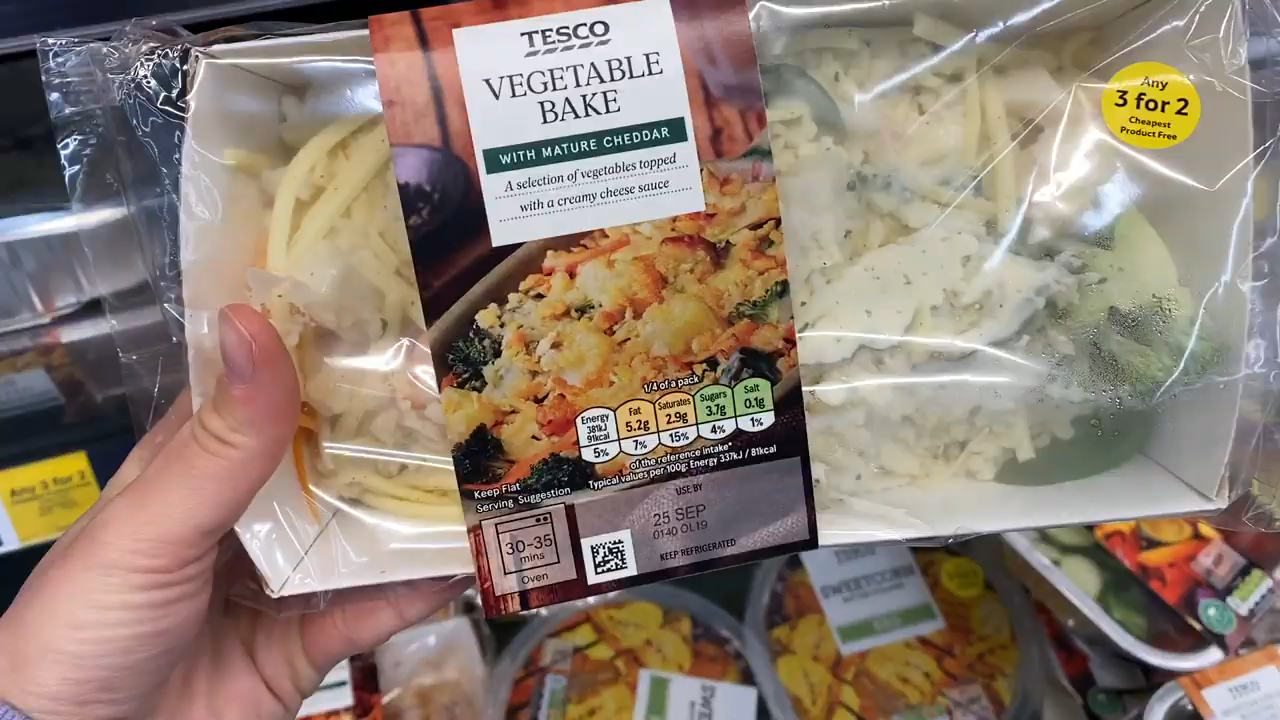 TESCO
VEGETABLE
BAKE
WITH MATURE CHEDDAR
A selection of vegetables topped
with a creamy cheese sauce
Any
3 for 2
Cheapest
Product Free
1/4 of a pack
Energy
381kJ
91kcal
5%
Fat
5.2g
7%
Saturates
2.9g
15%
Sugars
3.7g
4%
Salt
0.1g
1%
of the reference intake*
Typical values per 100g: Energy 337kJ / 81kcal
Keep Flat
Serving Suggestion
30-35
mins
Oven
USE BY
25 SEP
0140 OL19
KEEP REFRIGERATED
Any 3 for 2
SWEETCORN
TESCO